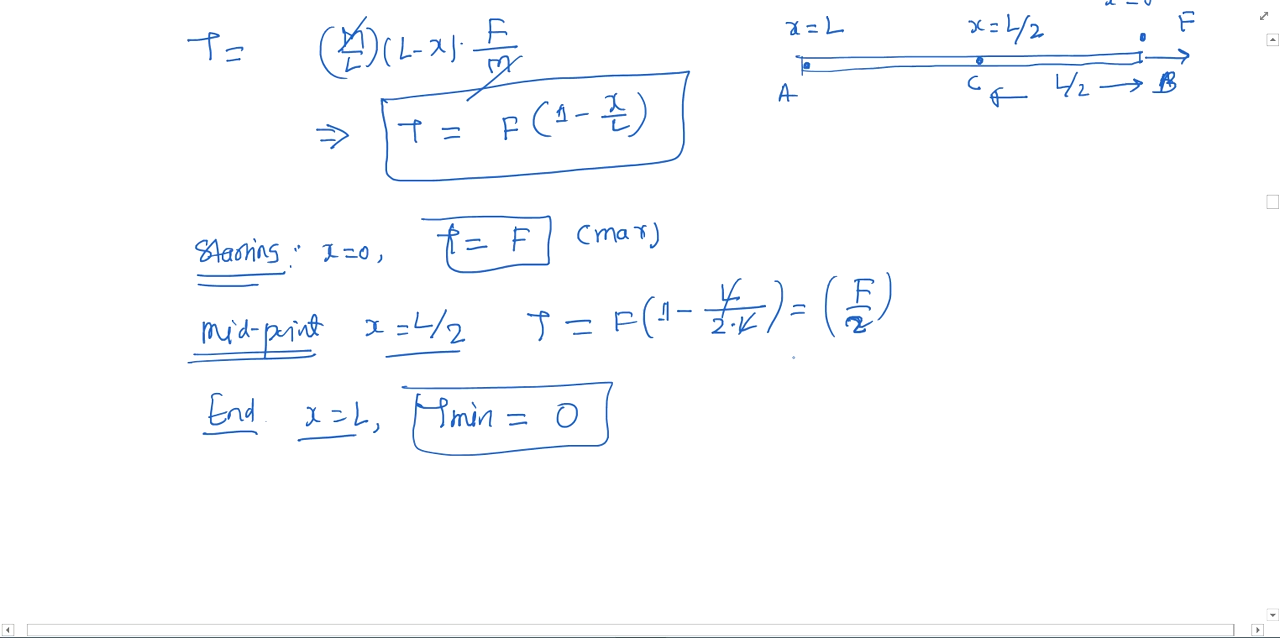 T = (M/L)(L-x)· F/m
⇒ T = F(1 - x/L)
x=L x=L/2 F
A C L/2 B
Starting: x=0, T = F (max)
mid-point x=L/2 T = F(1 - L/2·L) = (F/2)
End x=L, Tmin = 0